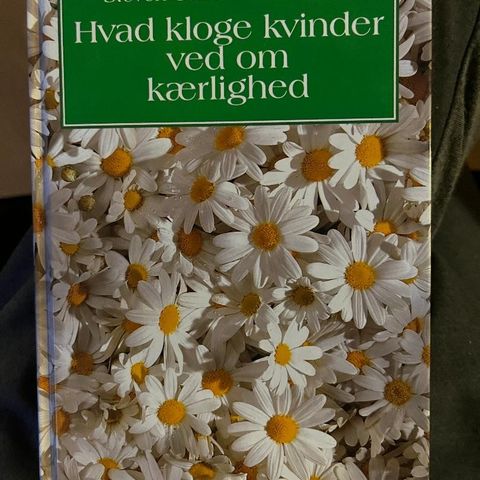 Hvad kloge kvinder
ved om
kærlighed